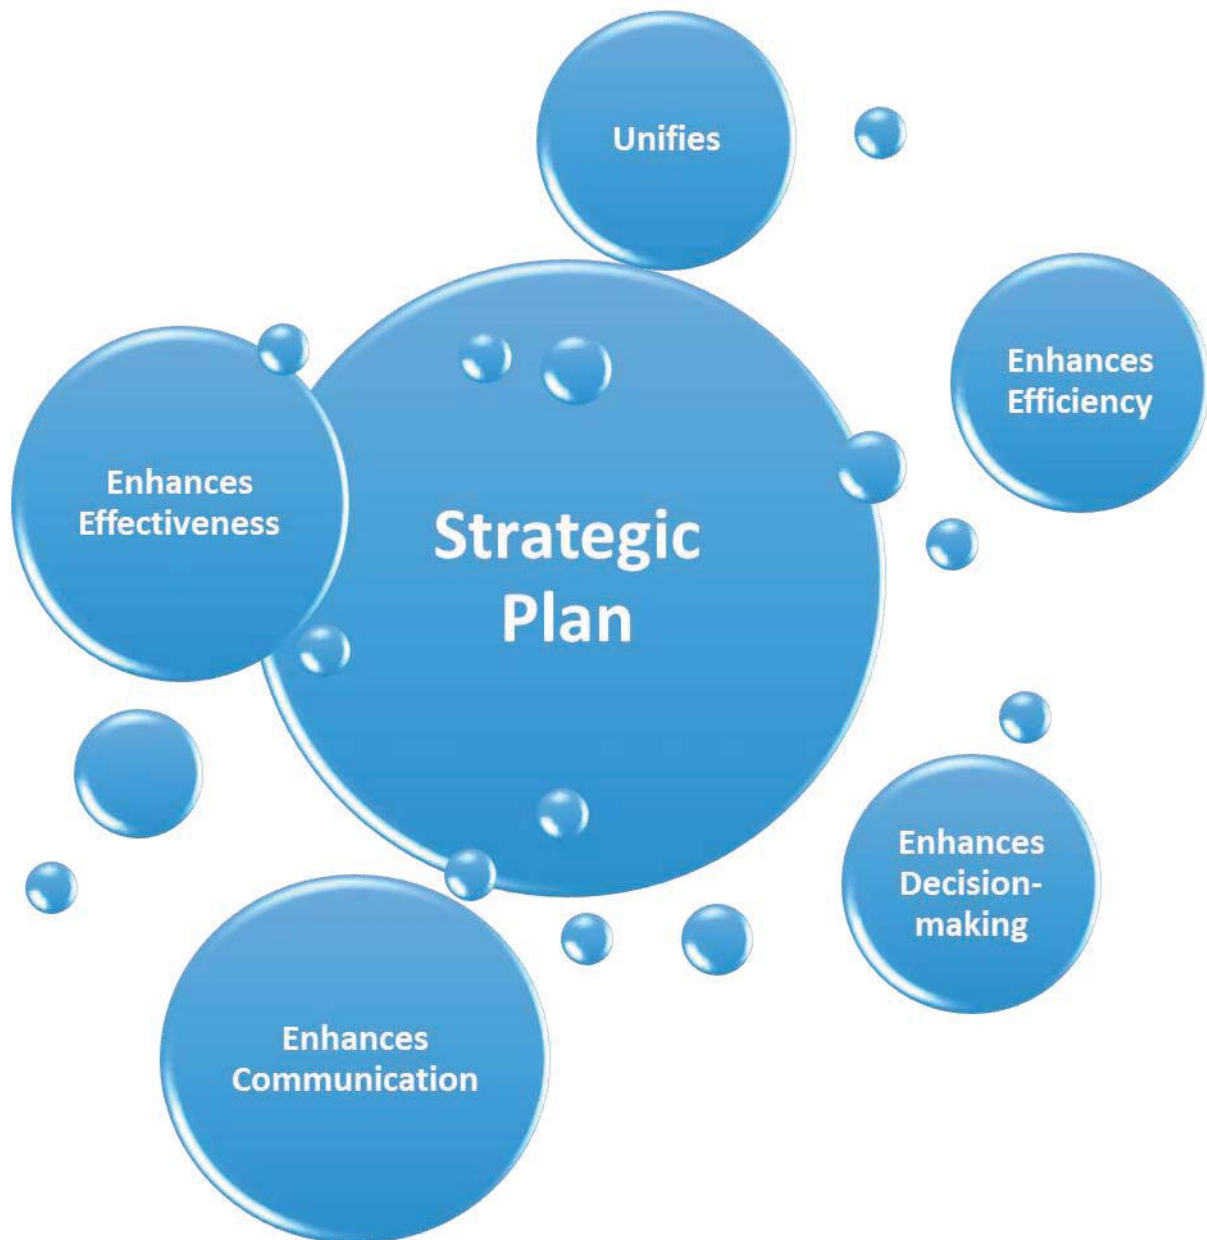 Unifies
Enhances
Efficiency
Enhances
Effectiveness
Strategic
Plan
Enhances
Decision-
making
Enhances
Communication